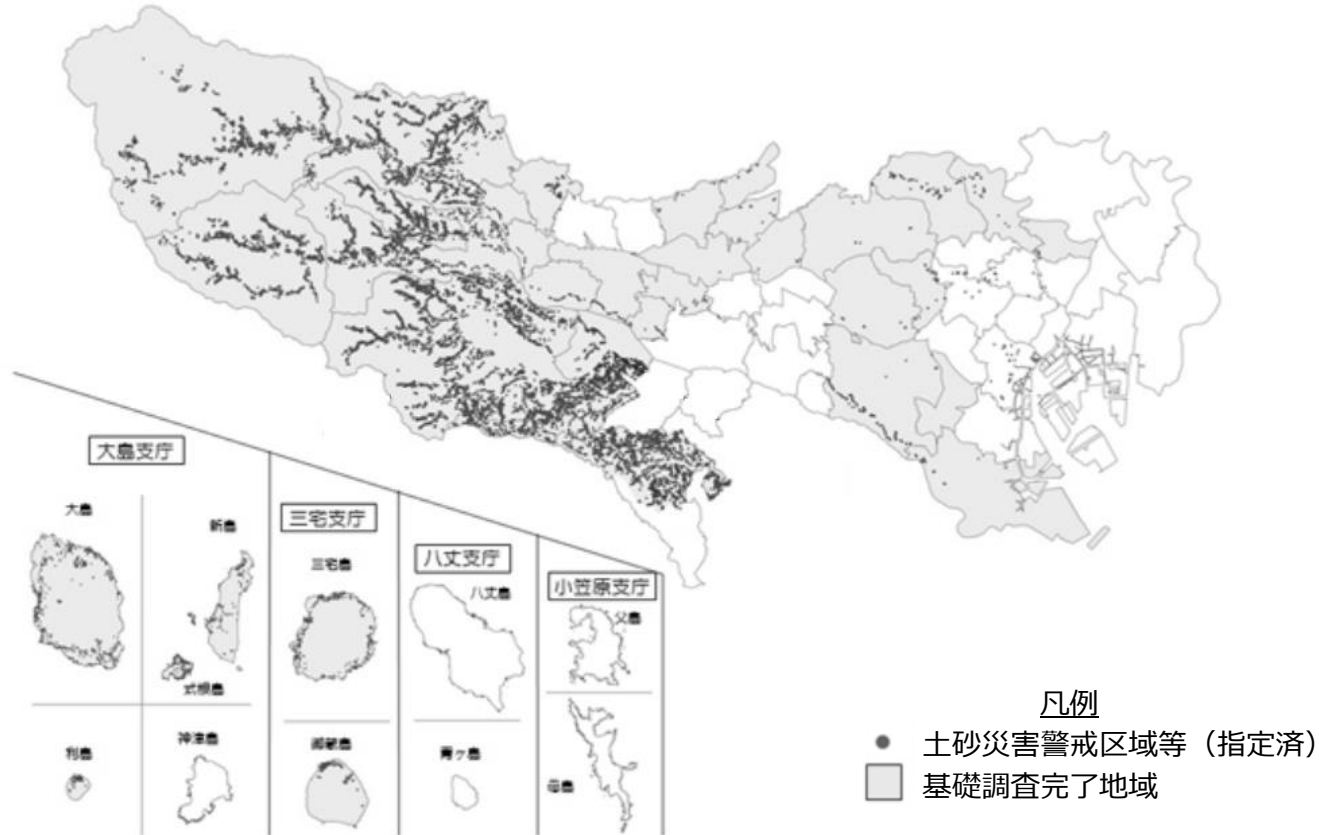 大島支庁
大島
新島
式根島
利島
神津島
三宅支庁
三宅島
御蔵島
八丈支庁
八丈島
青ヶ島
小笠原支庁
父島
母島
凡例
土砂災害警戒区域等（指定済）
基礎調査完了地域